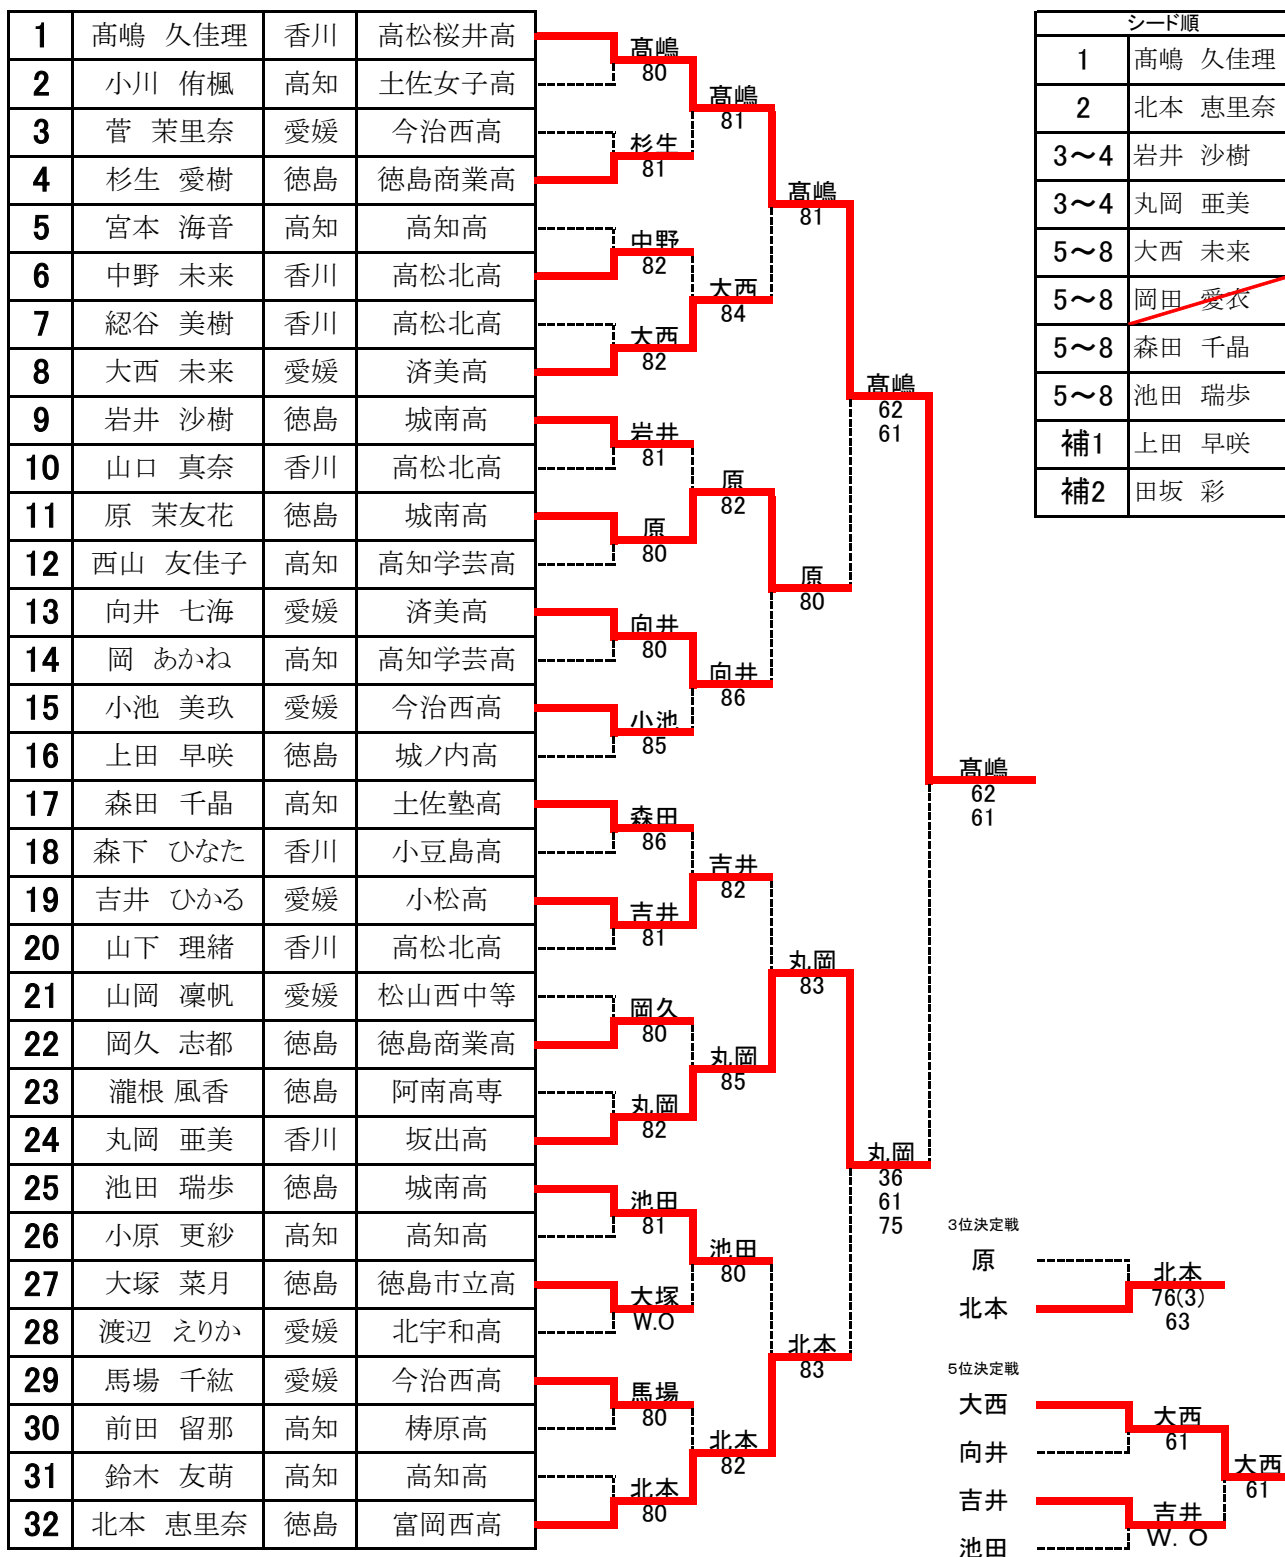 1 髙嶋 久佳理 香川 高松桜井高
2 小川 侑楓 高知 土佐女子高
3 菅 茉里奈 愛媛 今治西高
4 杉生 愛樹 徳島 徳島商業高
5 宮本 海音 高知 高知高
6 中野 未来 香川 高松北高
7 綛谷 美樹 香川 高松北高
8 大西 未来 愛媛 済美高
9 岩井 沙樹 徳島 城南高
10 山口 真奈 香川 高松北高
11 原 茉友花 徳島 城南高
12 西山 友佳子 高知 高知学芸高
13 向井 七海 愛媛 済美高
14 岡 あかね 高知 高知学芸高
15 小池 美玖 愛媛 今治西高
16 上田 早咲 徳島 城ノ内高
17 森田 千晶 高知 土佐塾高
18 森下 ひなた 香川 小豆島高
19 吉井 ひかる 愛媛 小松高
20 山下 理緒 香川 高松北高
21 山岡 凜帆 愛媛 松山西中等
22 岡久 志都 徳島 徳島商業高
23 瀧根 風香 徳島 阿南高専
24 丸岡 亜美 香川 坂出高
25 池田 瑞歩 徳島 城南高
26 小原 更紗 高知 高知高
27 大塚 菜月 徳島 徳島市立高
28 渡辺 えりか 愛媛 北宇和高
29 馬場 千紘 愛媛 今治西高
30 前田 留那 高知 梼原高
31 鈴木 友萌 高知 高知高
32 北本 恵里奈 徳島 富岡西高
髙嶋
80
杉生
81
中野
82
大西
82
岩井
81
原
80
向井
80
小池
85
森田
86
吉井
81
岡久
80
丸岡
82
池田
81
大塚
W.O
馬場
80
北本
80
髙嶋
81
大西
84
原
82
向井
86
吉井
82
丸岡
85
池田
80
北本
82
髙嶋
81
原
80
丸岡
83
北本
83
髙嶋
62
61
丸岡
36
61
75
髙嶋
62
61
シード順
1 髙嶋 久佳理
2 北本 恵里奈
3～4 岩井 沙樹
3～4 丸岡 亜美
5～8 大西 未来
5～8 岡田 愛衣
5～8 森田 千晶
5～8 池田 瑞歩
補1 上田 早咲
補2 田坂 彩
3位決定戦
原
北本
北本
76(3)
63
5位決定戦
大西
向井
吉井
池田
大西
61
吉井
W. O
大西
61